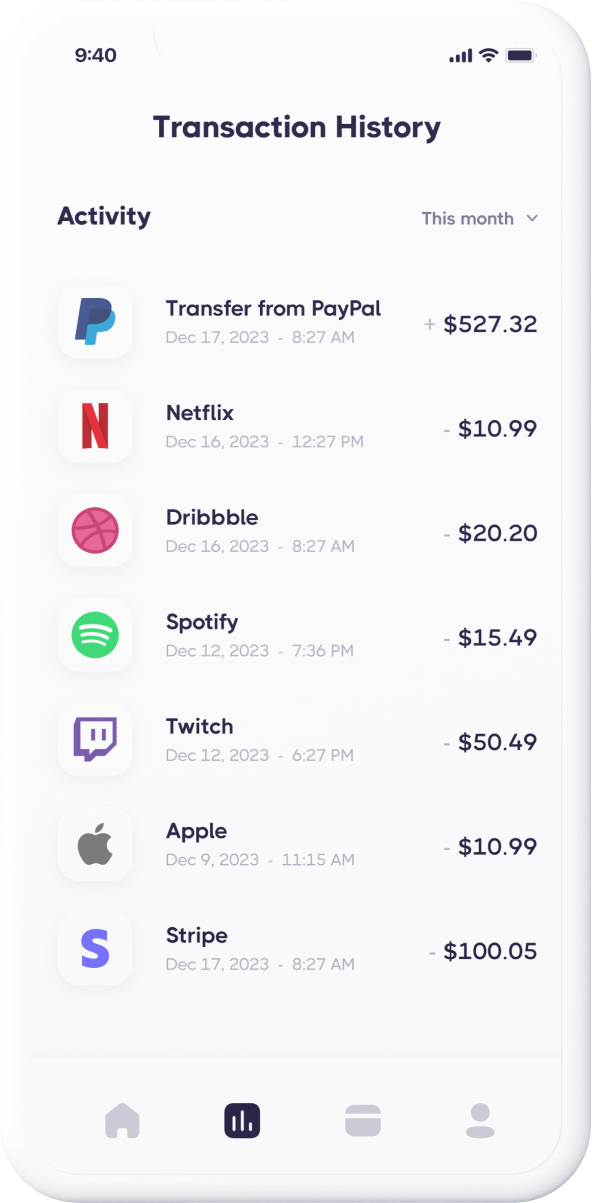 9:40
Transaction History
Activity
This month
Transfer from PayPal
Dec 17, 2023 - 8:27 AM
+ $527.32
Netflix
Dec 16, 2023 - 12:27 PM
- $10.99
Dribbble
Dec 16, 2023 - 8:27 AM
- $20.20
Spotify
Dec 12, 2023 - 7:36 PM
- $15.49
Twitch
Dec 12, 2023 - 6:27 PM
- $50.49
Apple
Dec 9, 2023 - 11:15 AM
- $10.99
Stripe
Dec 17, 2023 - 8:27 AM
- $100.05